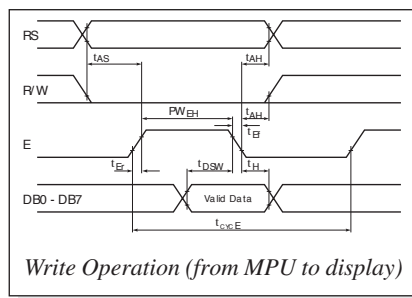 RS
tAS
tAH
R/W
PWEH
tAH
tEf
E
tEr
tDSW
tH
DB0 - DB7
Valid Data
tCYCE
Write Operation (from MPU to display)